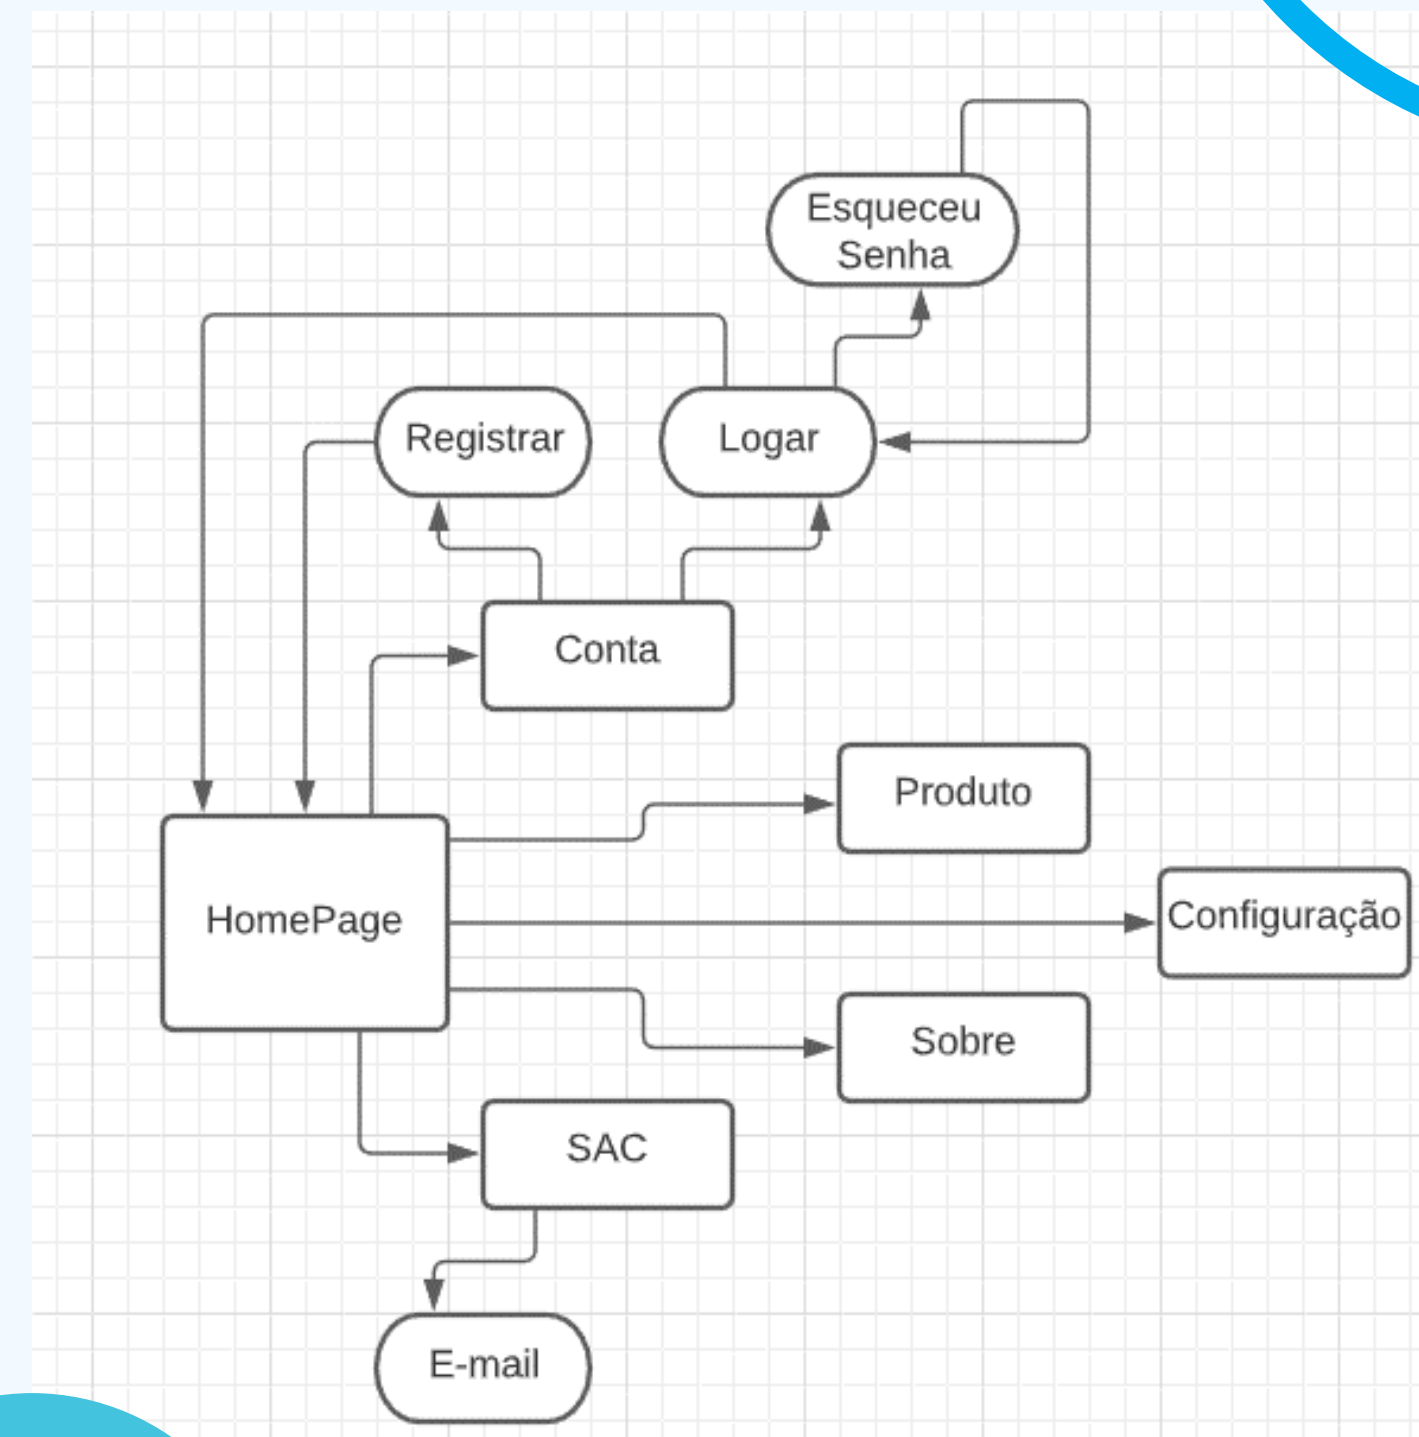 Esqueceu
Senha
Registrar
Logar
Conta
Produto
HomePage
Configuração
Sobre
SAC
E-mail